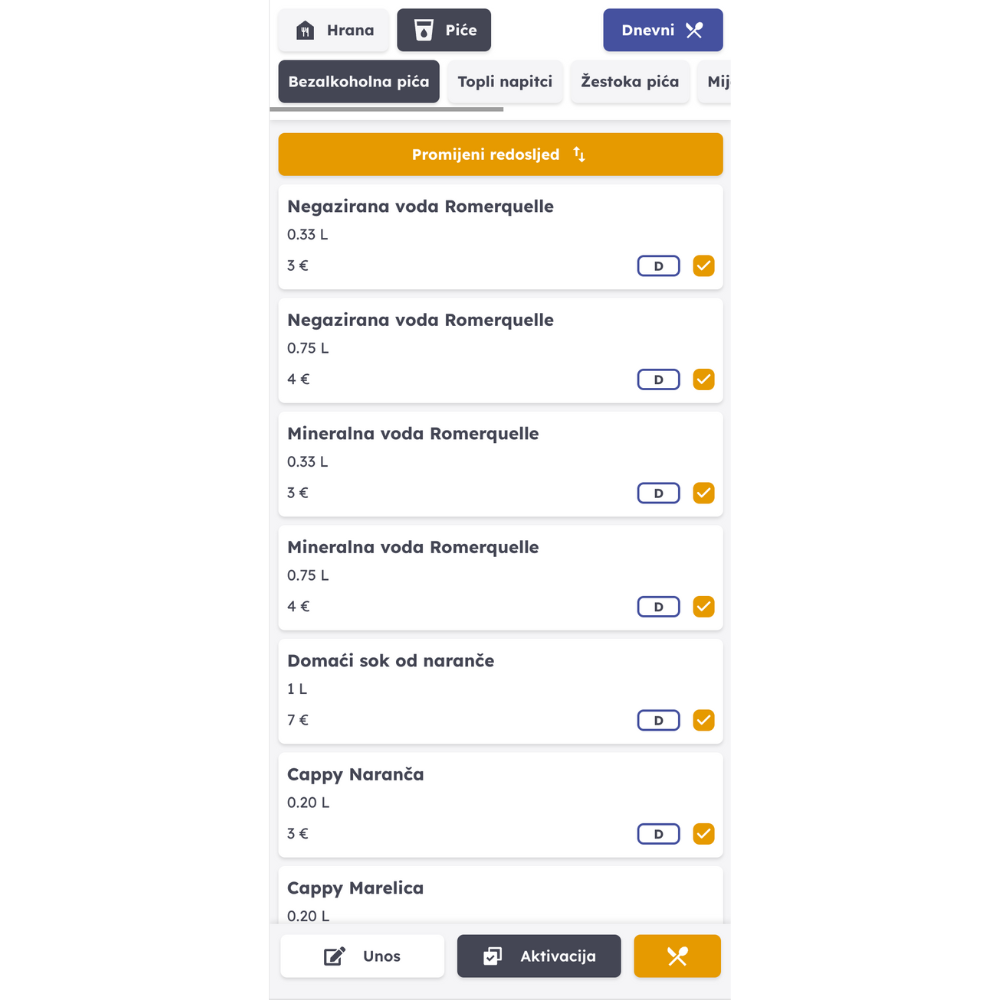 Hrana
Piće
Dnevni
Bezalkoholna pića
Topli napitci
Žestoka pića
Mij
Promijeni redosljed
Negazirana voda Romerquelle
0.33 L
3 €
D
Negazirana voda Romerquelle
0.75 L
4 €
D
Mineralna voda Romerquelle
0.33 L
3 €
D
Mineralna voda Romerquelle
0.75 L
4 €
D
Domaći sok od naranče
1 L
7 €
D
Cappy Naranča
0.20 L
3 €
D
Cappy Marelica
0.20 L
Unos
Aktivacija